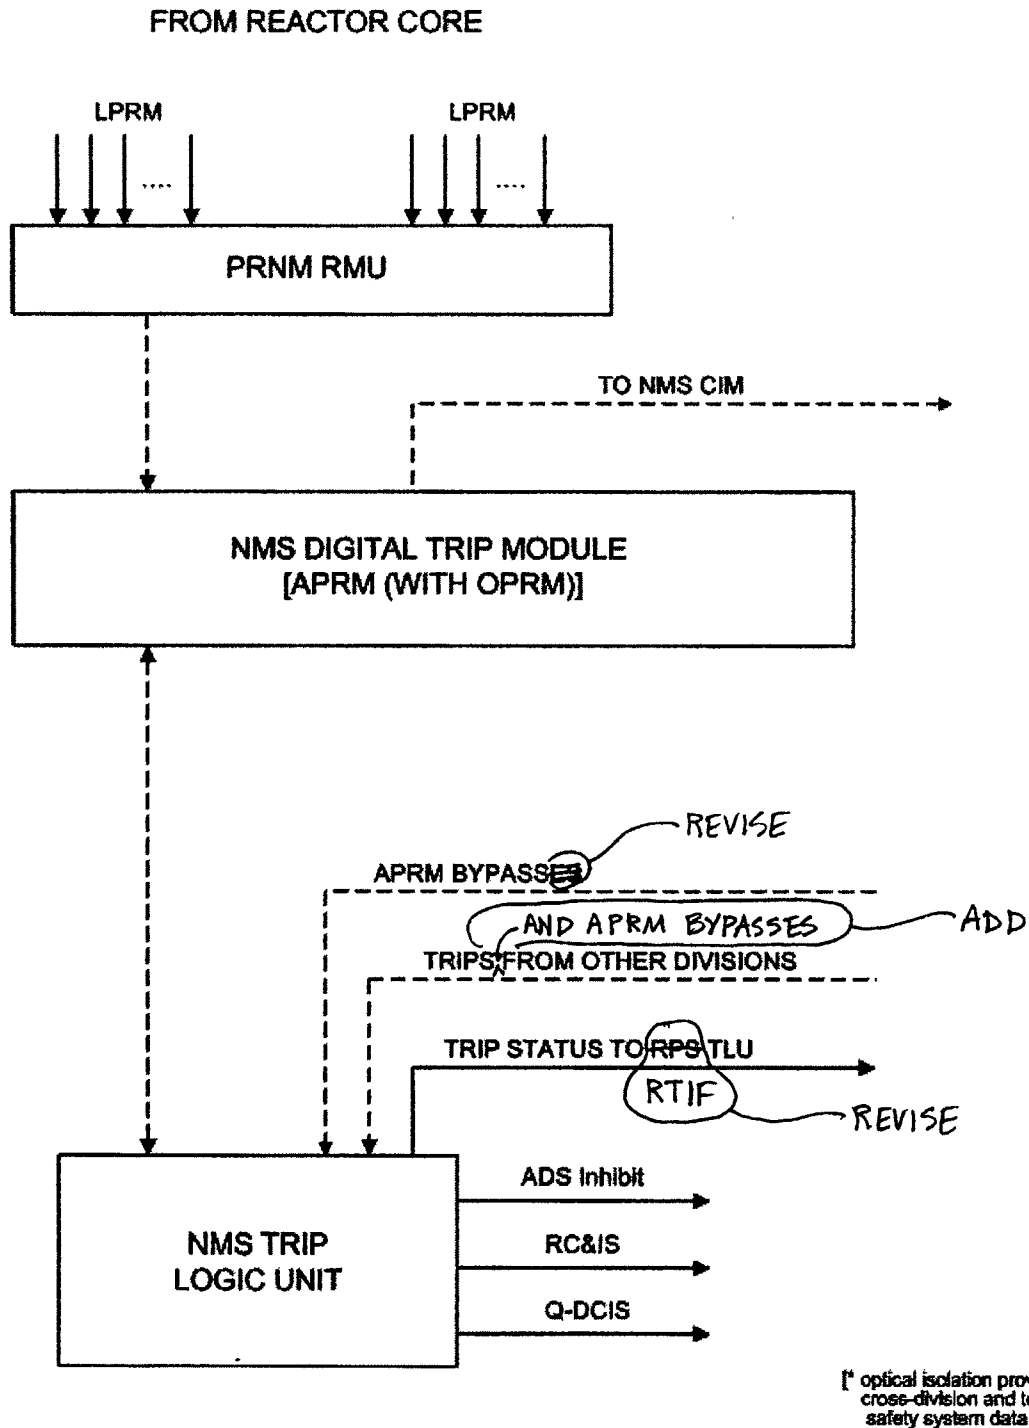 FROM REACTOR CORE
LPRM
LPRM
....
....
PRNM RMU
TO NMS CIM
NMS DIGITAL TRIP MODULE
[APRM (WITH OPRM)]
REVISE
APRM BYPASSES
AND APRM BYPASSES
ADD
TRIPS FROM OTHER DIVISIONS
TRIP STATUS TO RPS TLU
RTIF
REVISE
ADS Inhibit
NMS TRIP
LOGIC UNIT
RC&IS
Q-DCIS
[* optical isolation prov
cross-division and t
safety system data